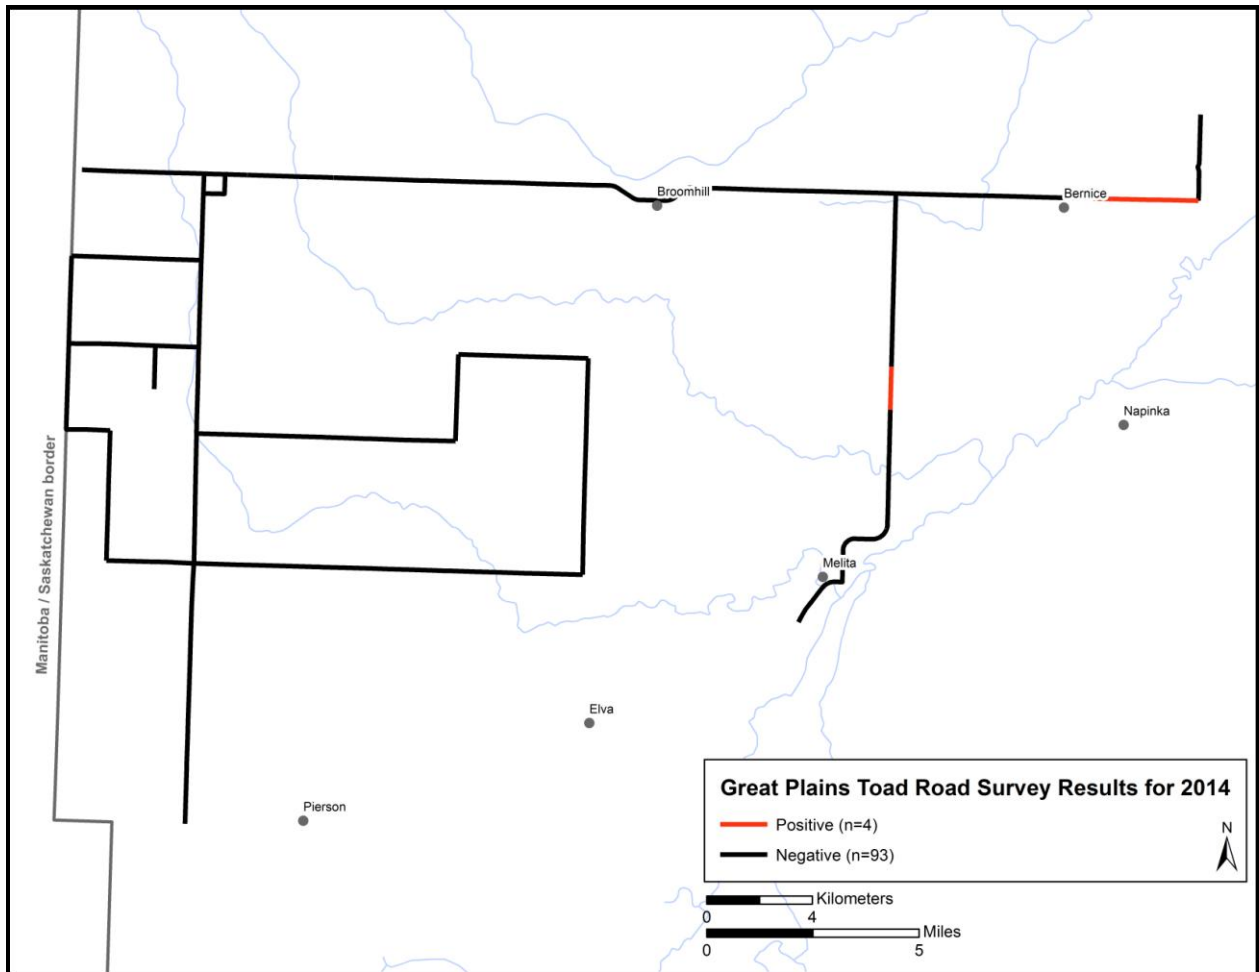 Broomhill
Bernice
Napinka
Manitoba / Saskatchewan border
Melita
Elva
Pierson
Great Plains Toad Road Survey Results for 2014
Positive (n=4)
Negative (n=93)
N
Kilometers
0 4
Miles
0 5